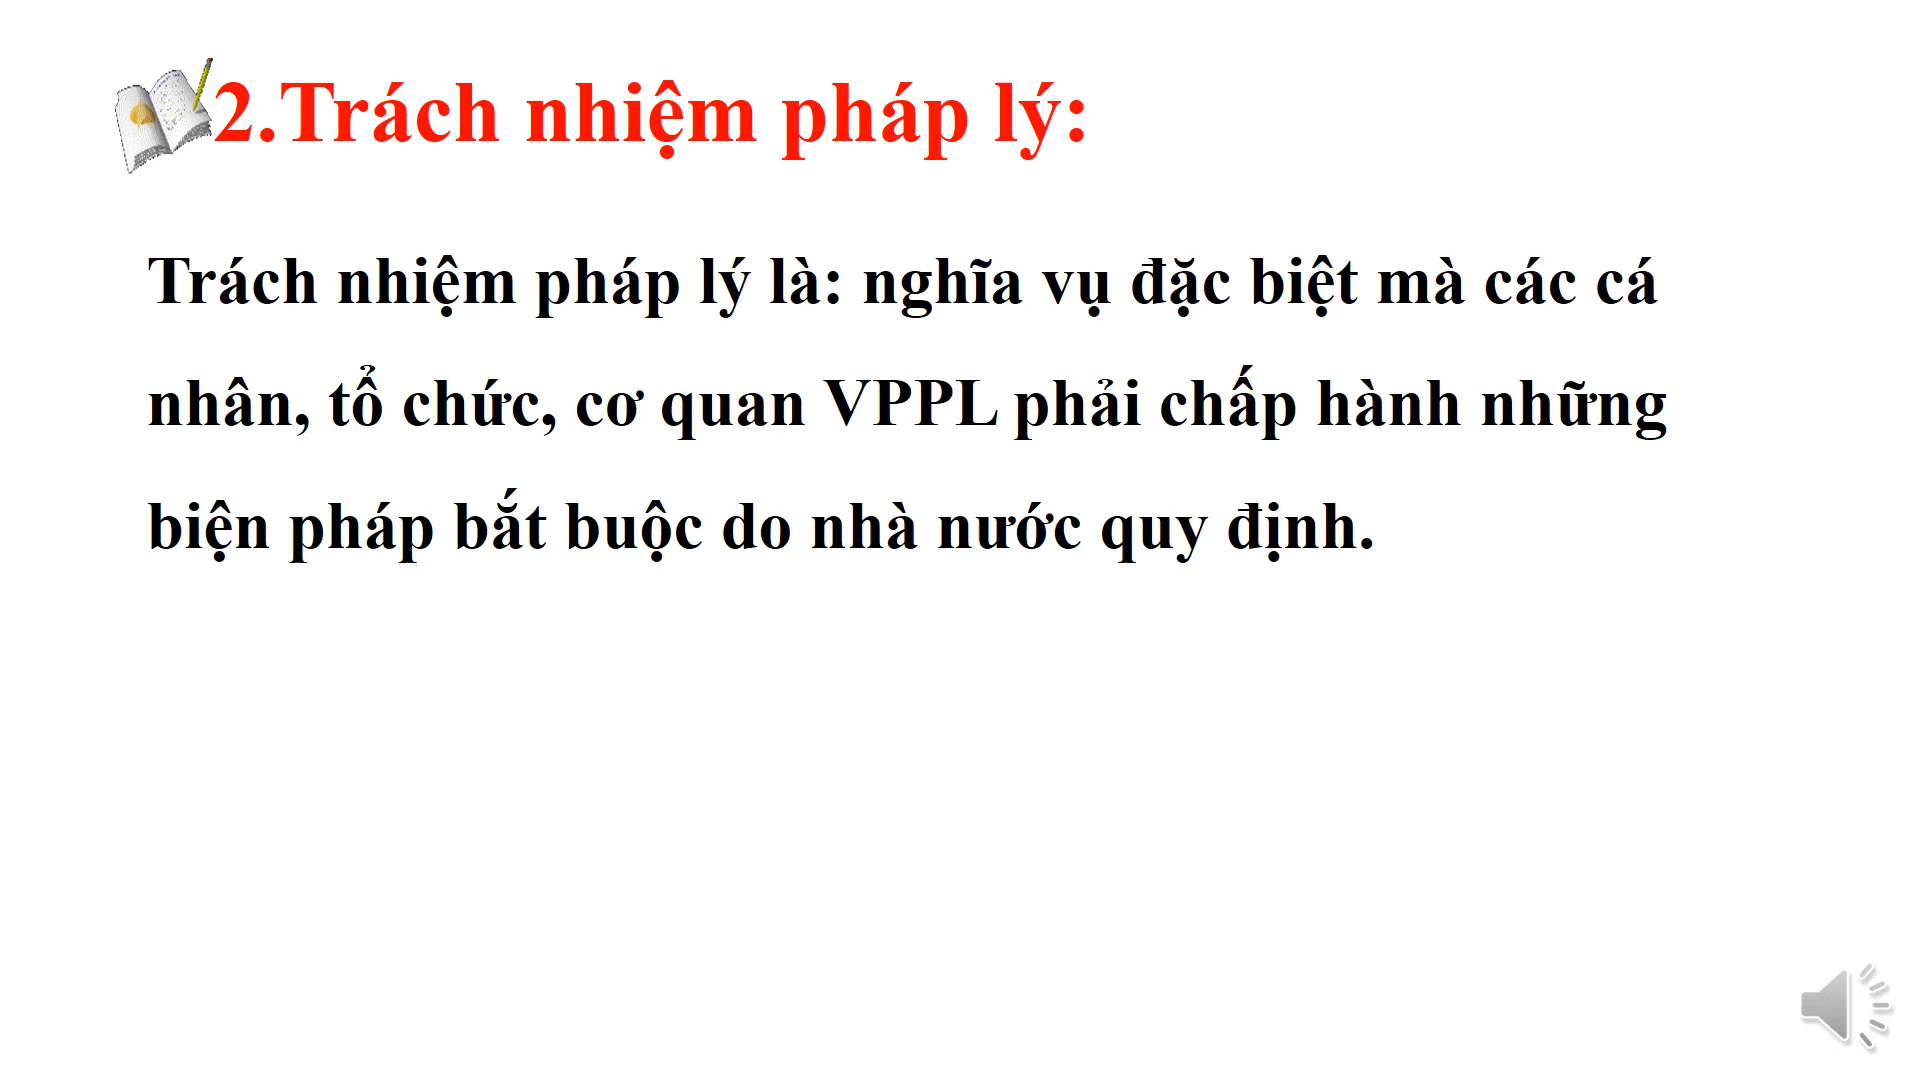 2.Trách nhiệm pháp lý:
Trách nhiệm pháp lý là: nghĩa vụ đặc biệt mà các cá
nhân, tổ chức, cơ quan VPPL phải chấp hành những
biện pháp bắt buộc do nhà nước quy định.